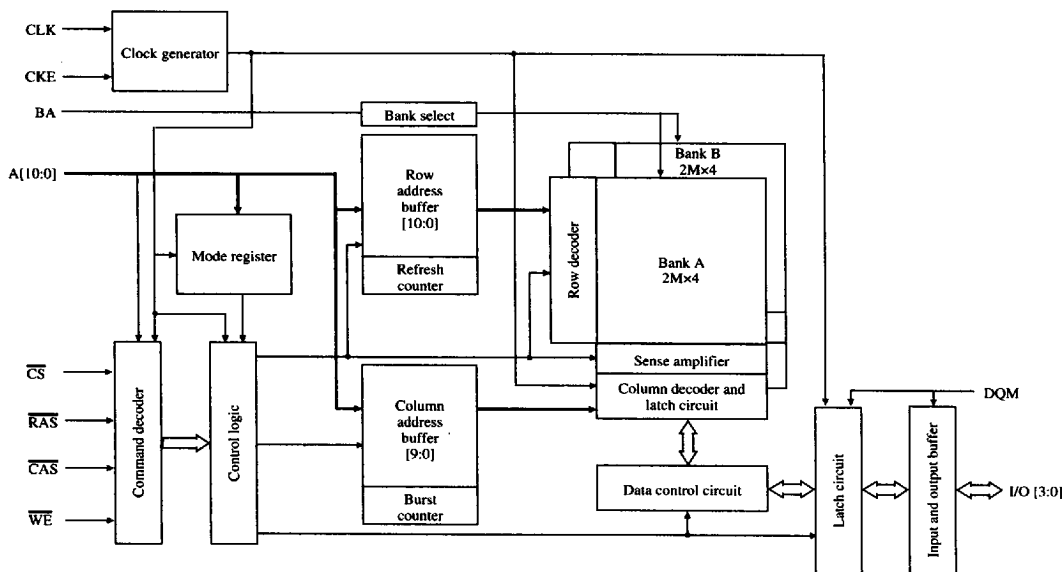 CLK
Clock generator
CKE
BA
Bank select
Bank B
2M×4
A[10:0]
Row
address
buffer
[10:0]
Refresh
counter
Mode register
Row decoder
Bank A
2M×4
Sense amplifier
Column decoder and
latch circuit
CS
RAS
CAS
WE
Command decoder
Control logic
Column
address
buffer
[9:0]
Burst
counter
Data control circuit
Latch circuit
Input and output buffer
DQM
I/O [3:0]